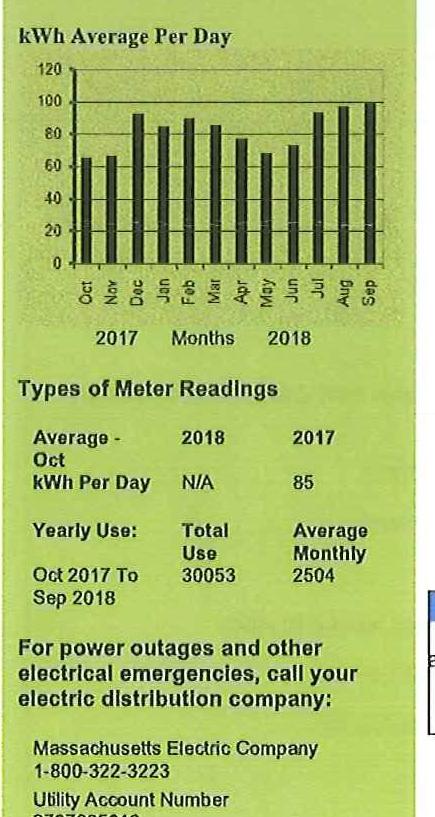 kWh Average Per Day
120
100
80
60
40
20
0
Oct Nov Dec Jan Feb Mar Apr May Jun Jul Aug Sep
2017 Months 2018
Types of Meter Readings
Average - 2018 2017
Oct
kWh Per Day N/A 85
Yearly Use: Total Average
Use Monthly
Oct 2017 To 30053 2504
Sep 2018
For power outages and other
electrical emergencies, call your
electric distribution company:
Massachusetts Electric Company
1-800-322-3223
Utility Account Number